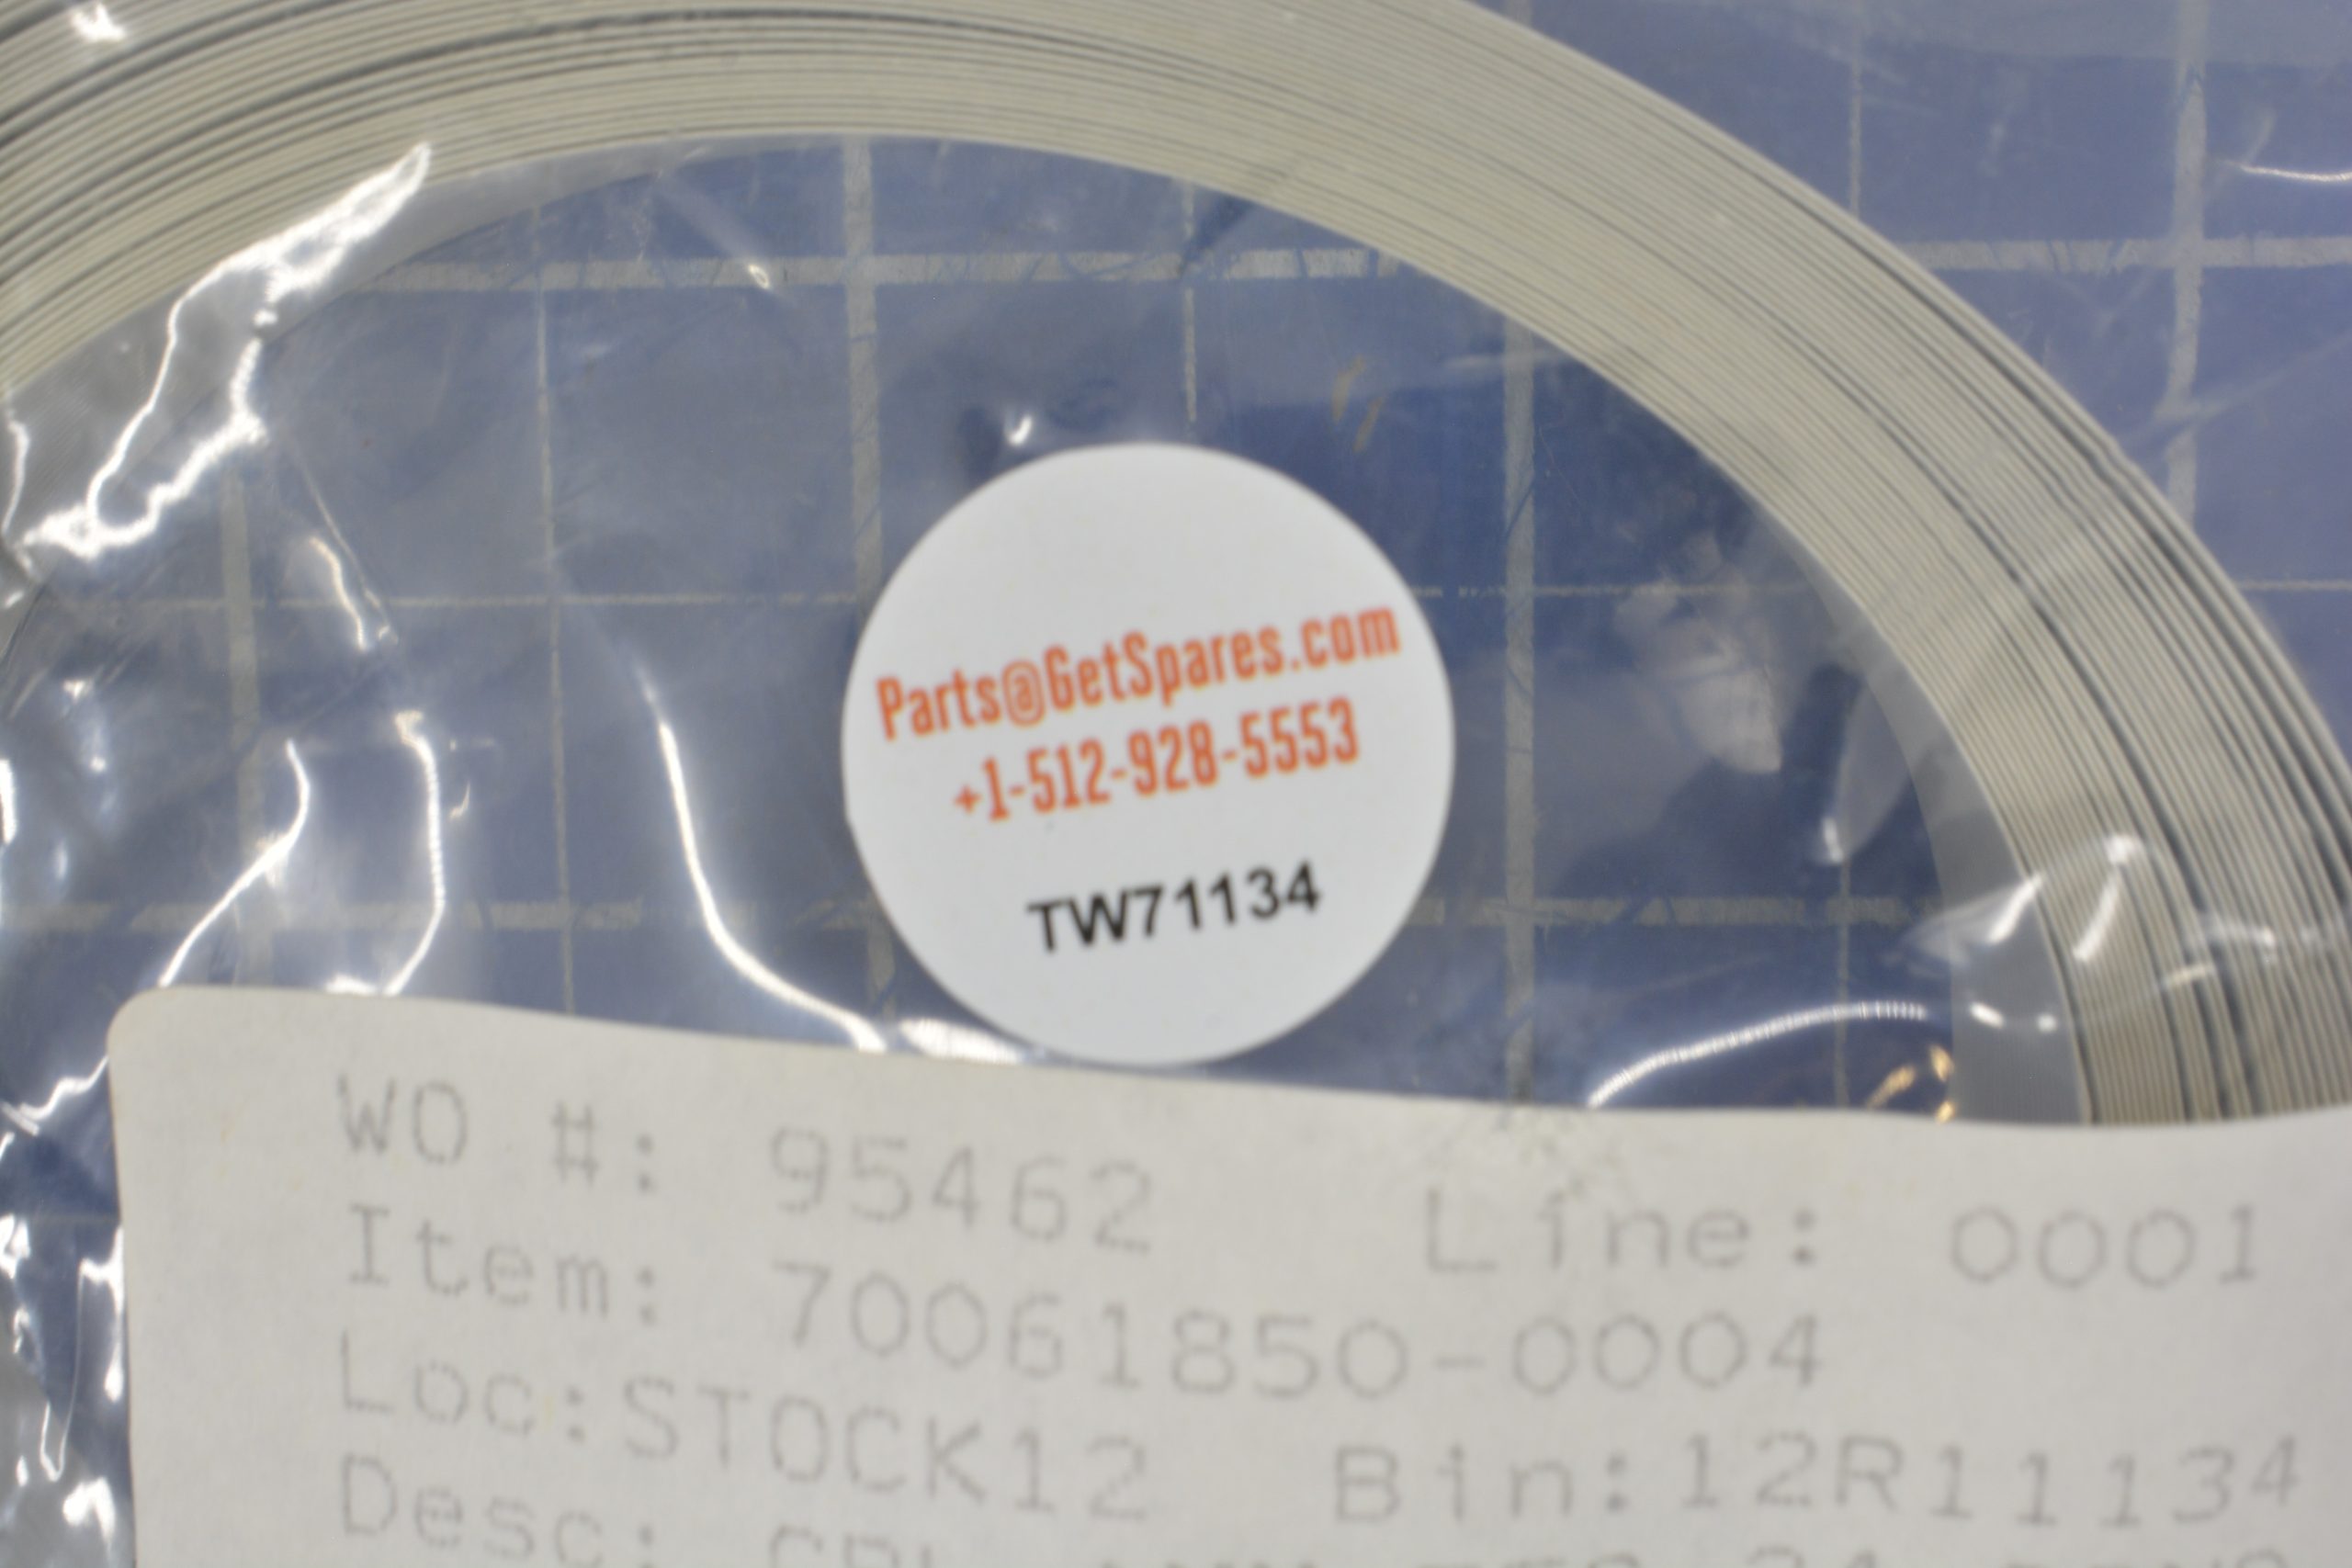 Parts@GetSpares.com
+1-512-928-5553
TW71134
WO #: 95462 Line: 0001
Item: 70061850-0004
Loc:STOCK12 Bin:12R11134
Desc: